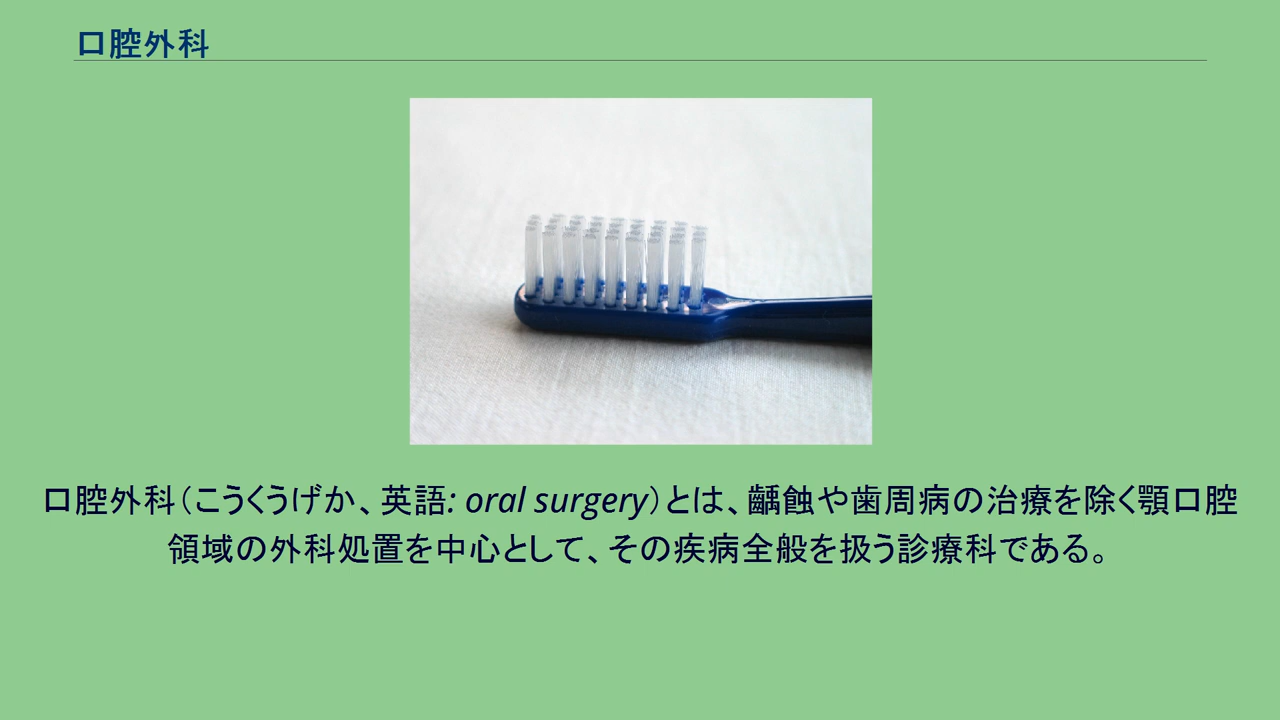 口腔外科
口腔外科（こうくうげか、英語: oral surgery）とは、齲蝕や歯周病の治療を除く顎口腔
領域の外科処置を中心として、その疾病全般を扱う診療科である。